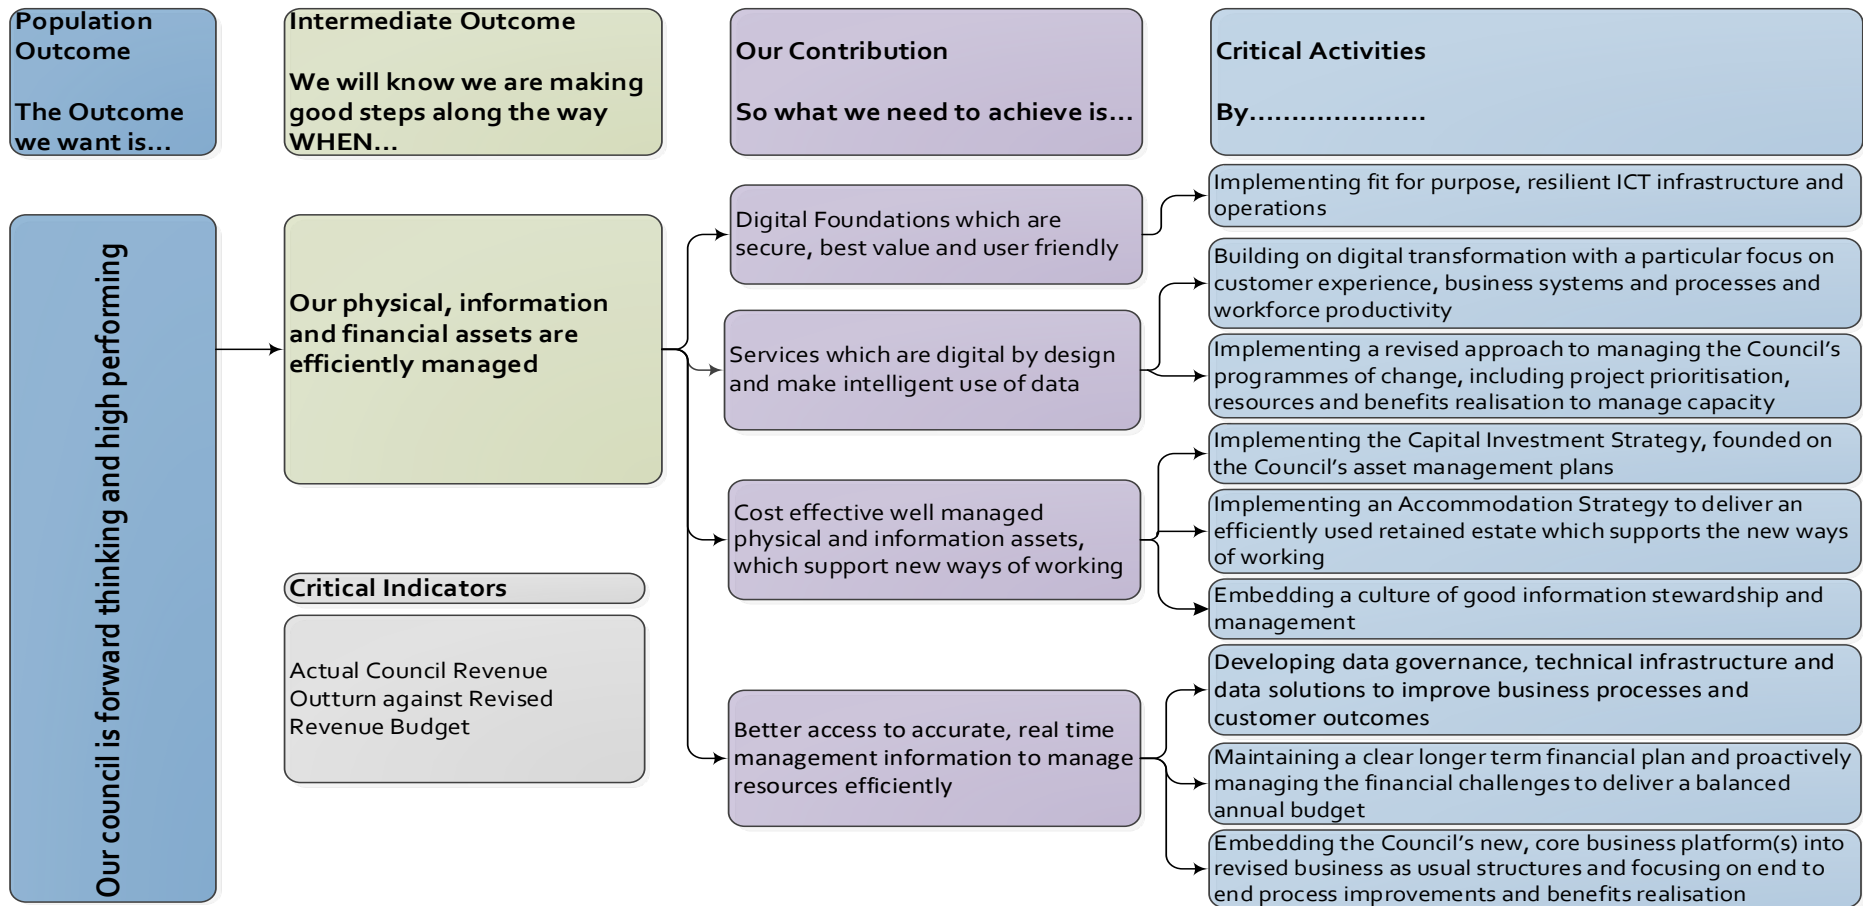 Population
Outcome
The Outcome
we want is...
Intermediate Outcome
We will know we are making
good steps along the way
WHEN...
Our Contribution
So what we need to achieve is...
Critical Activities
By.....................
Our council is forward thinking and high performing
Our physical, information
and financial assets are
efficiently managed
Critical Indicators
Actual Council Revenue
Outturn against Revised
Revenue Budget
Digital Foundations which are
secure, best value and user friendly
Services which are digital by design
and make intelligent use of data
Cost effective well managed
physical and information assets,
which support new ways of working
Better access to accurate, real time
management information to manage
resources efficiently
Implementing fit for purpose, resilient ICT infrastructure and
operations
Building on digital transformation with a particular focus on
customer experience, business systems and processes and
workforce productivity
Implementing a revised approach to managing the Council's
programmes of change, including project prioritisation,
resources and benefits realisation to manage capacity
Implementing the Capital Investment Strategy, founded on
the Council's asset management plans
Implementing an Accommodation Strategy to deliver an
efficiently used retained estate which supports the new ways
of working
Embedding a culture of good information stewardship and
management
Developing data governance, technical infrastructure and
data solutions to improve business processes and
customer outcomes
Maintaining a clear longer term financial plan and proactively
managing the financial challenges to deliver a balanced
annual budget
Embedding the Council's new, core business platform(s) into
revised business as usual structures and focusing on end to
end process improvements and benefits realisation